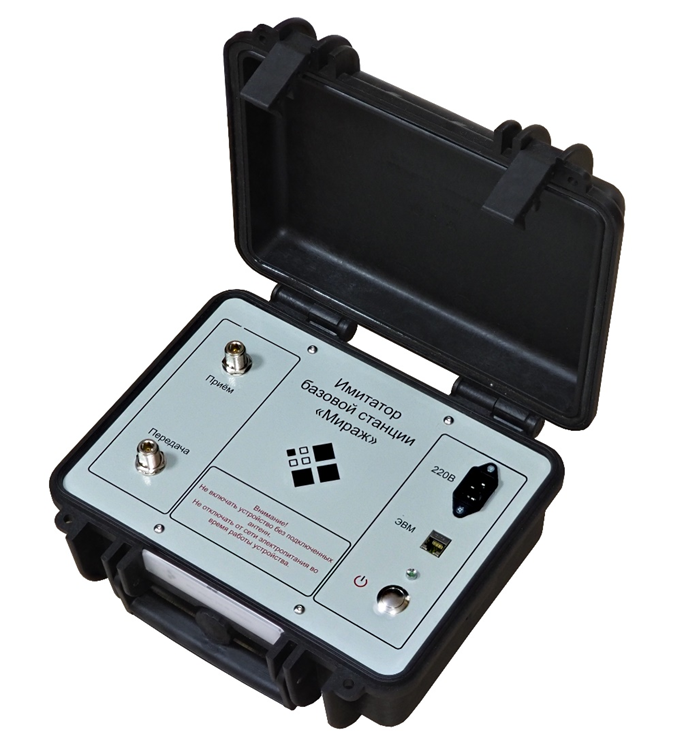 Приём
Передача
Имитатор
базовой станции
«Мираж»
Внимание!
Не включать устройство без подключенных
антенн.
Не отключать от сети электропитания во
время работы устройства.
220В
ЭВМ